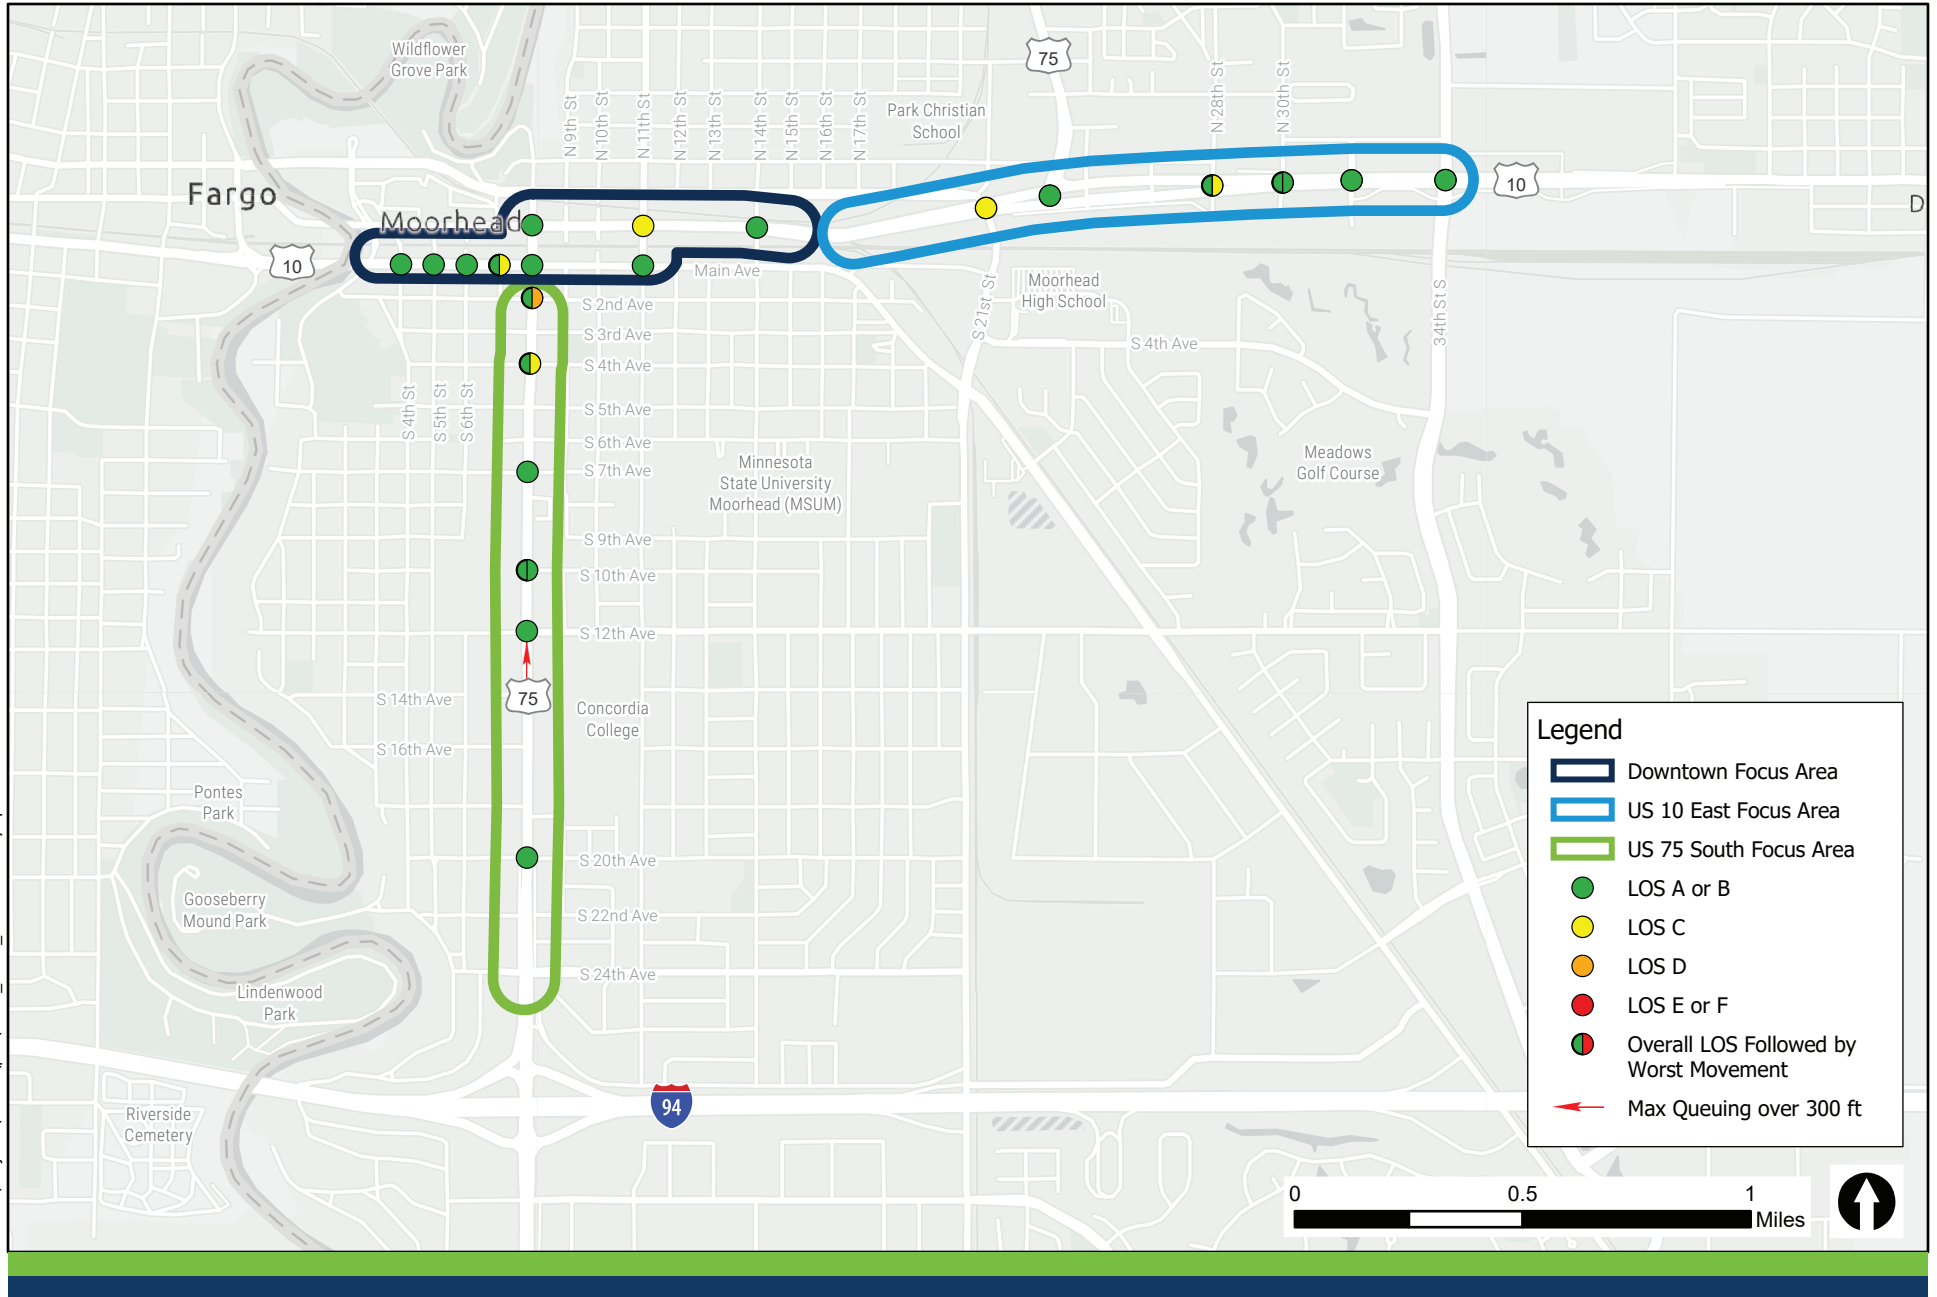 Wildflower
Grove Park
75
N 9th St
N 10th St
N 11th St
N 12th St
N 13th St
N 14th St
N 15th St
N 16th St
N 17th St
Park Christian
School
N 28th St
N 30th St
10
Fargo
Moorhead
D
10
Main Ave
S 2nd Ave
S 3rd Ave
S 4th Ave
S 5th Ave
S 6th Ave
S 7th Ave
S 9th Ave
S 10th Ave
S 12th Ave
S 4th St
S 5th St
S 6th St
Moorhead
High School
S 21st St
S 4th Ave
34th St S
Minnesota
State University
Moorhead (MSUM)
Meadows
Golf Course
75
S 14th Ave
S 16th Ave
Concordia
College
Pontes
Park
S 20th Ave
S 22nd Ave
S 24th Ave
Gooseberry
Mound Park
Lindenwood
Park
Riverside
Cemetery
94
Legend
Downtown Focus Area
US 10 East Focus Area
US 75 South Focus Area
LOS A or B
LOS C
LOS D
LOS E or F
Overall LOS Followed by
Worst Movement
Max Queuing over 300 ft
0 0.5 1
Miles